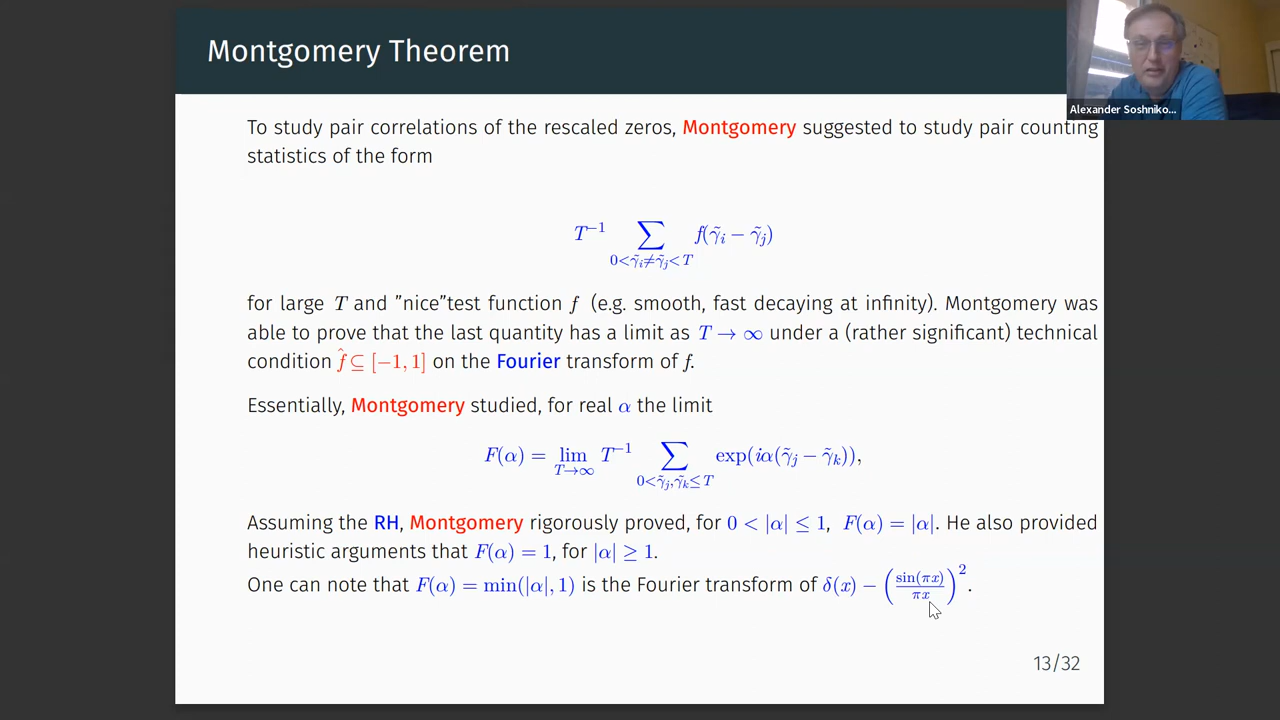 Montgomery Theorem
Alexander Soshniko...
To study pair correlations of the rescaled zeros, Montgomery suggested to study pair counting
statistics of the form
T⁻¹ ∑_{0<γ̃_i≠γ̃_j<T} f(γ̃_i − γ̃_j)
for large T and ”nice”test function f (e.g. smooth, fast decaying at infinity). Montgomery was
able to prove that the last quantity has a limit as T → ∞ under a (rather significant) technical
condition f̂ ⊆ [−1, 1] on the Fourier transform of f.
Essentially, Montgomery studied, for real α the limit
F(α) = lim_{T→∞} T⁻¹ ∑_{0<γ̃_j,γ̃_k≤T} exp(iα(γ̃_j − γ̃_k)),
Assuming the RH, Montgomery rigorously proved, for 0 < |α| ≤ 1, F(α) = |α|. He also provided
heuristic arguments that F(α) = 1, for |α| ≥ 1.
One can note that F(α) = min(|α|, 1) is the Fourier transform of δ(x) − (sin(πx)/πx)².
13/32